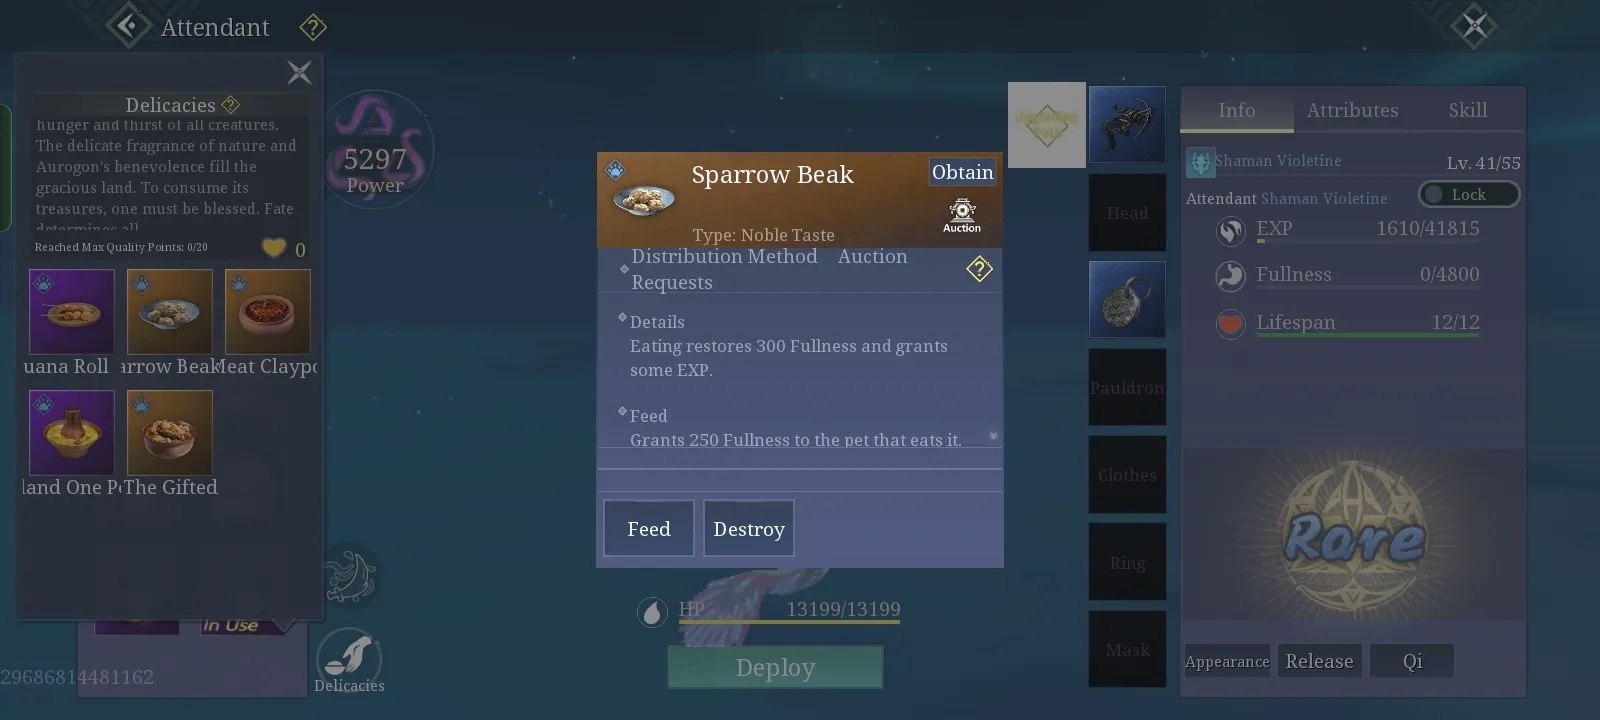 Attendant
Delicacies
hunger and thirst of all creatures.
The delicate fragrance of nature and
Aurogon's benevolence fill the
gracious land. To consume its
treasures, one must be blessed. Fate
determines all
Reached Max Quality Points: 0/20
0
uana Roll
arrow Beak
Meat Claypo
land One Po
The Gifted
In Use
29686814481162
Delicacies
5297
Power
Sparrow Beak
Obtain
Auction
Type: Noble Taste
Distribution Method Auction
Requests
Details
Eating restores 300 Fullness and grants
some EXP.
Feed
Grants 250 Fullness to the pet that eats it.
Feed
Destroy
HP 13199/13199
Deploy
Upgrading
Path
Head
Pauldron
Clothes
Ring
Mask
Info
Attributes
Skill
Shaman Violetine
Lv. 41/55
Attendant Shaman Violetine
Lock
EXP 1610/41815
Fullness 0/4800
Lifespan 12/12
Rare
Appearance
Release
Qi